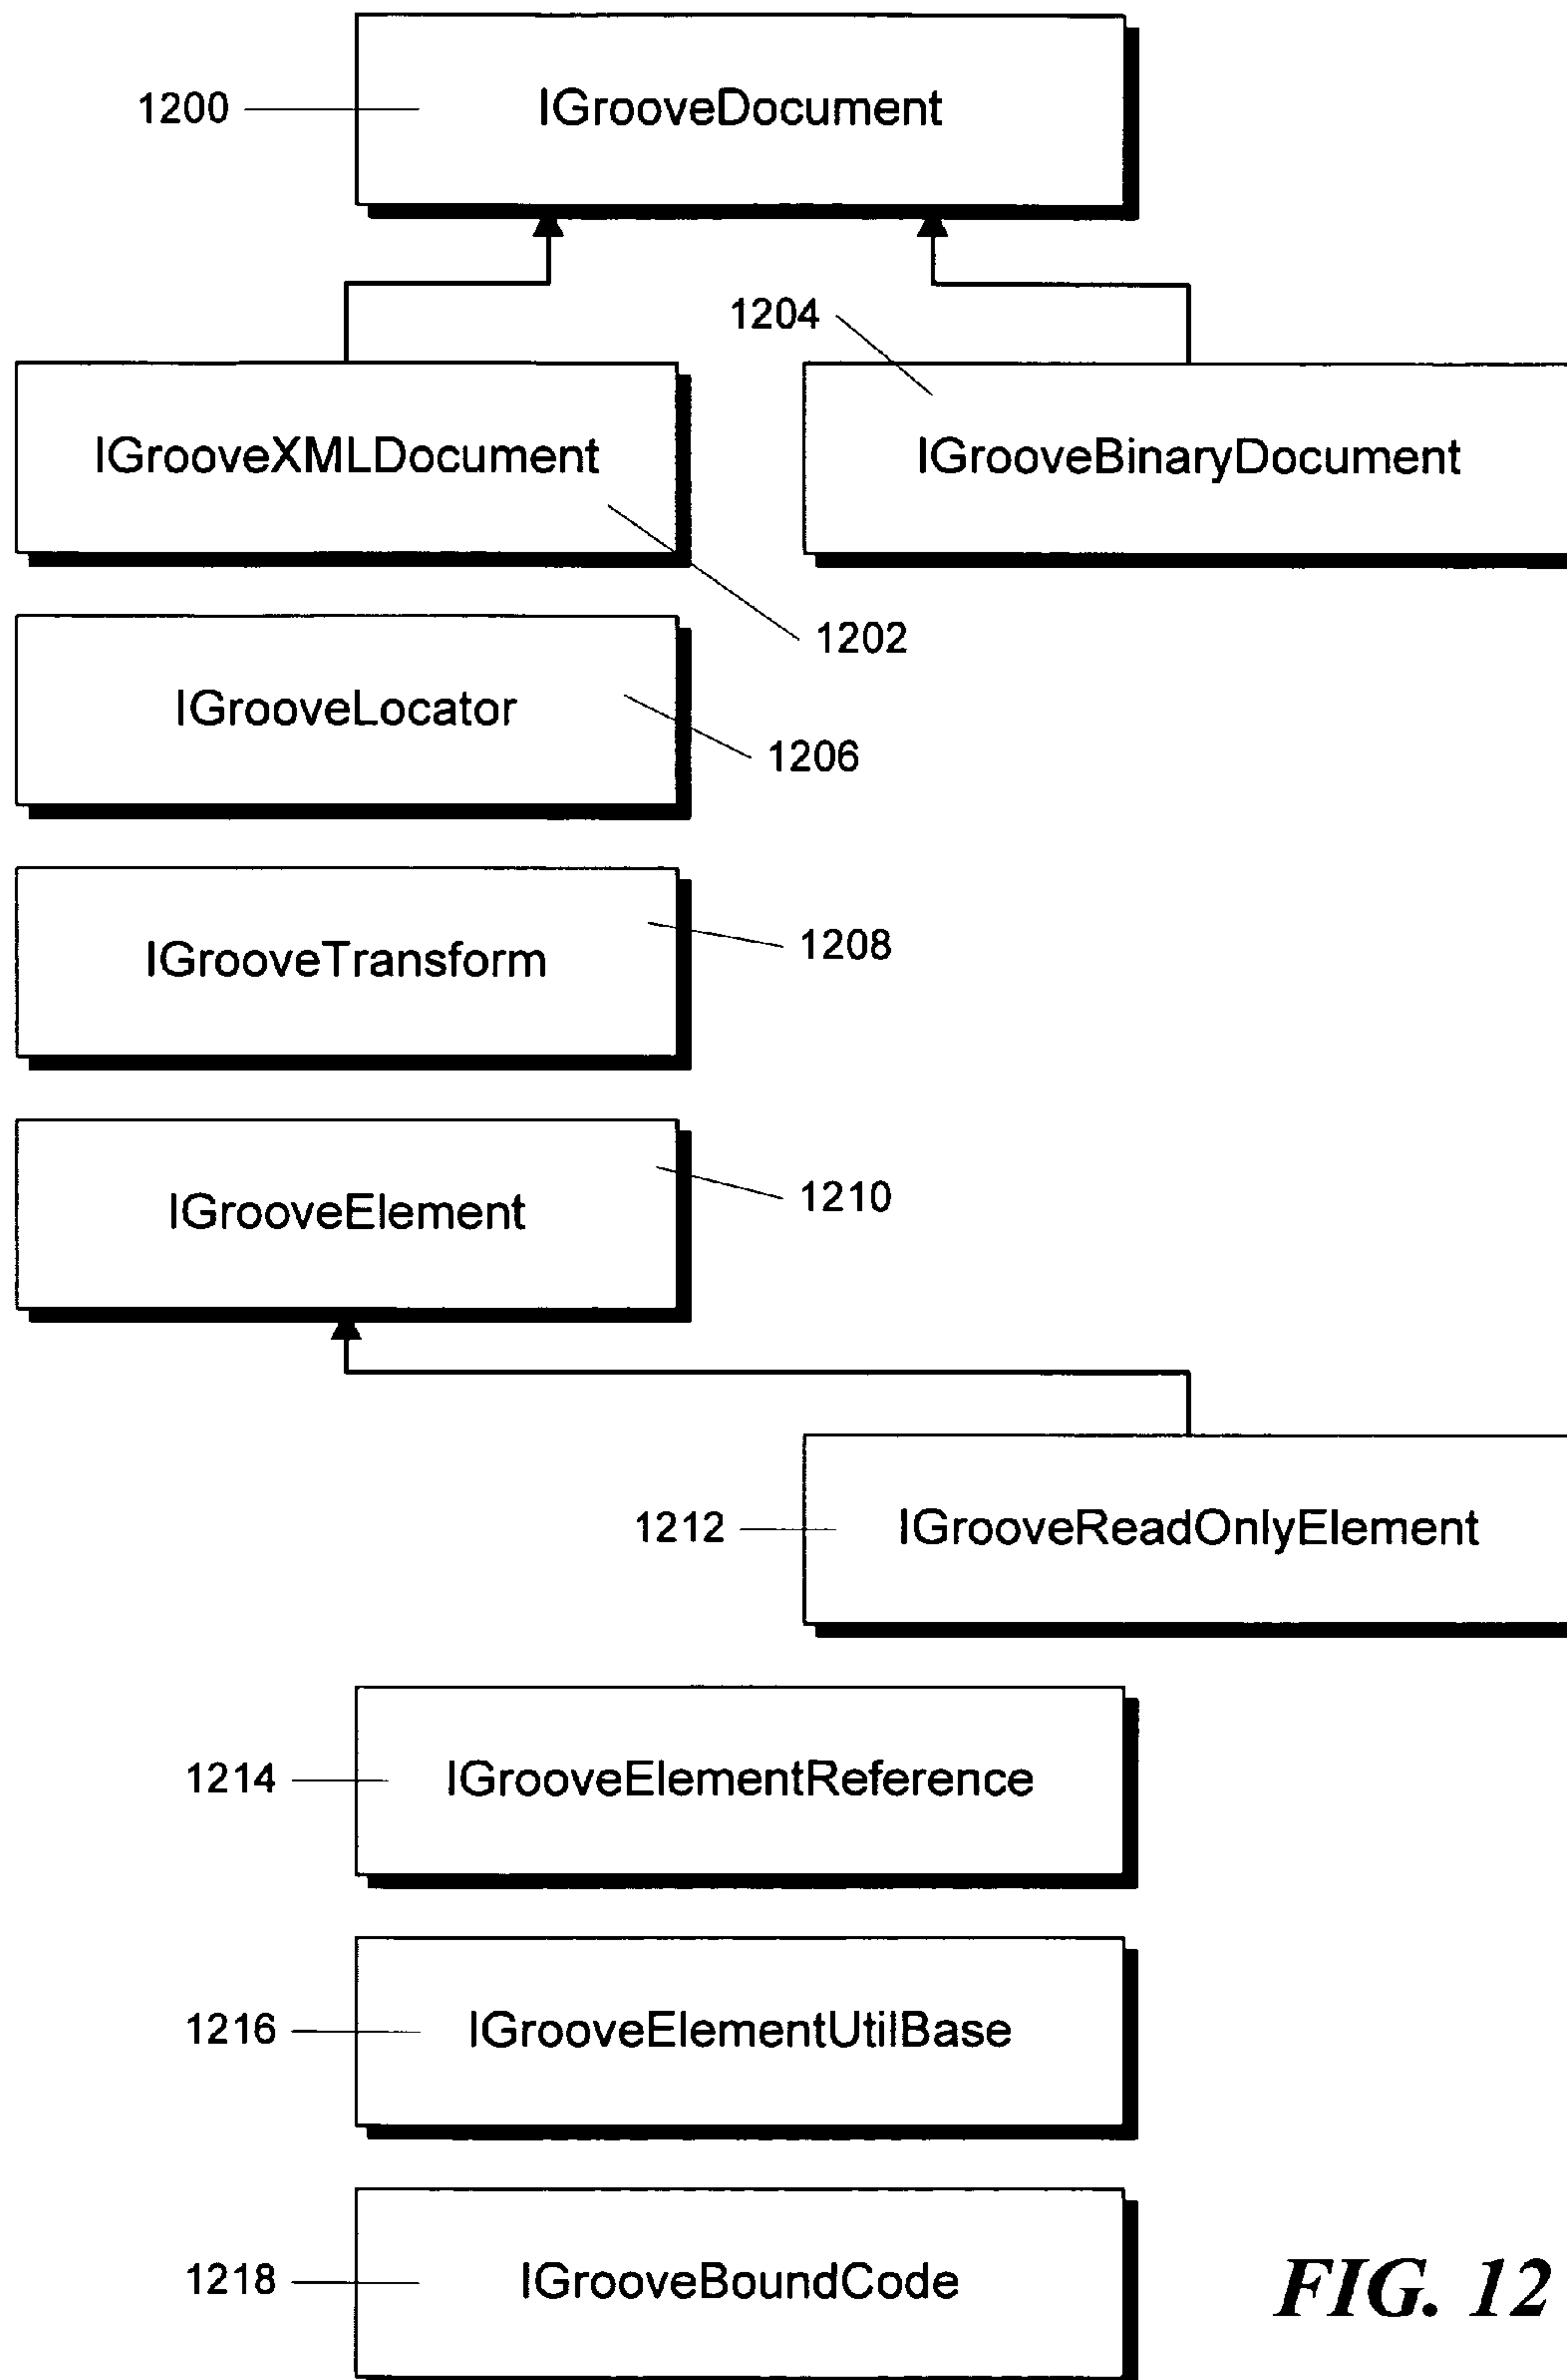 1200
IGrooveDocument
1204
IGrooveXMLDocument
IGrooveBinaryDocument
1202
IGrooveLocator
1206
IGrooveTransform
1208
IGrooveElement
1210
1212
IGrooveReadOnlyElement
1214
IGrooveElementReference
1216
IGrooveElementUtilBase
1218
IGrooveBoundCode
FIG. 12